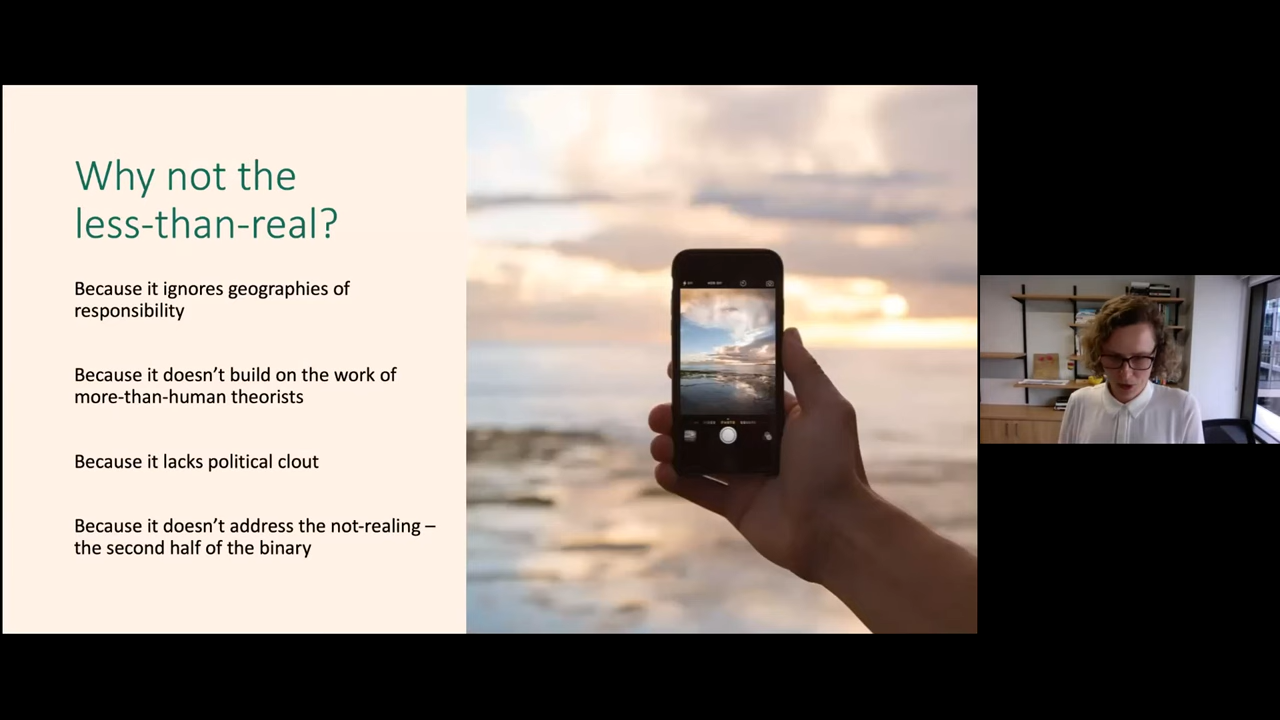 Why not the
less-than-real?
Because it ignores geographies of
responsibility
Because it doesn’t build on the work of
more-than-human theorists
Because it lacks political clout
Because it doesn’t address the not-realing –
the second half of the binary